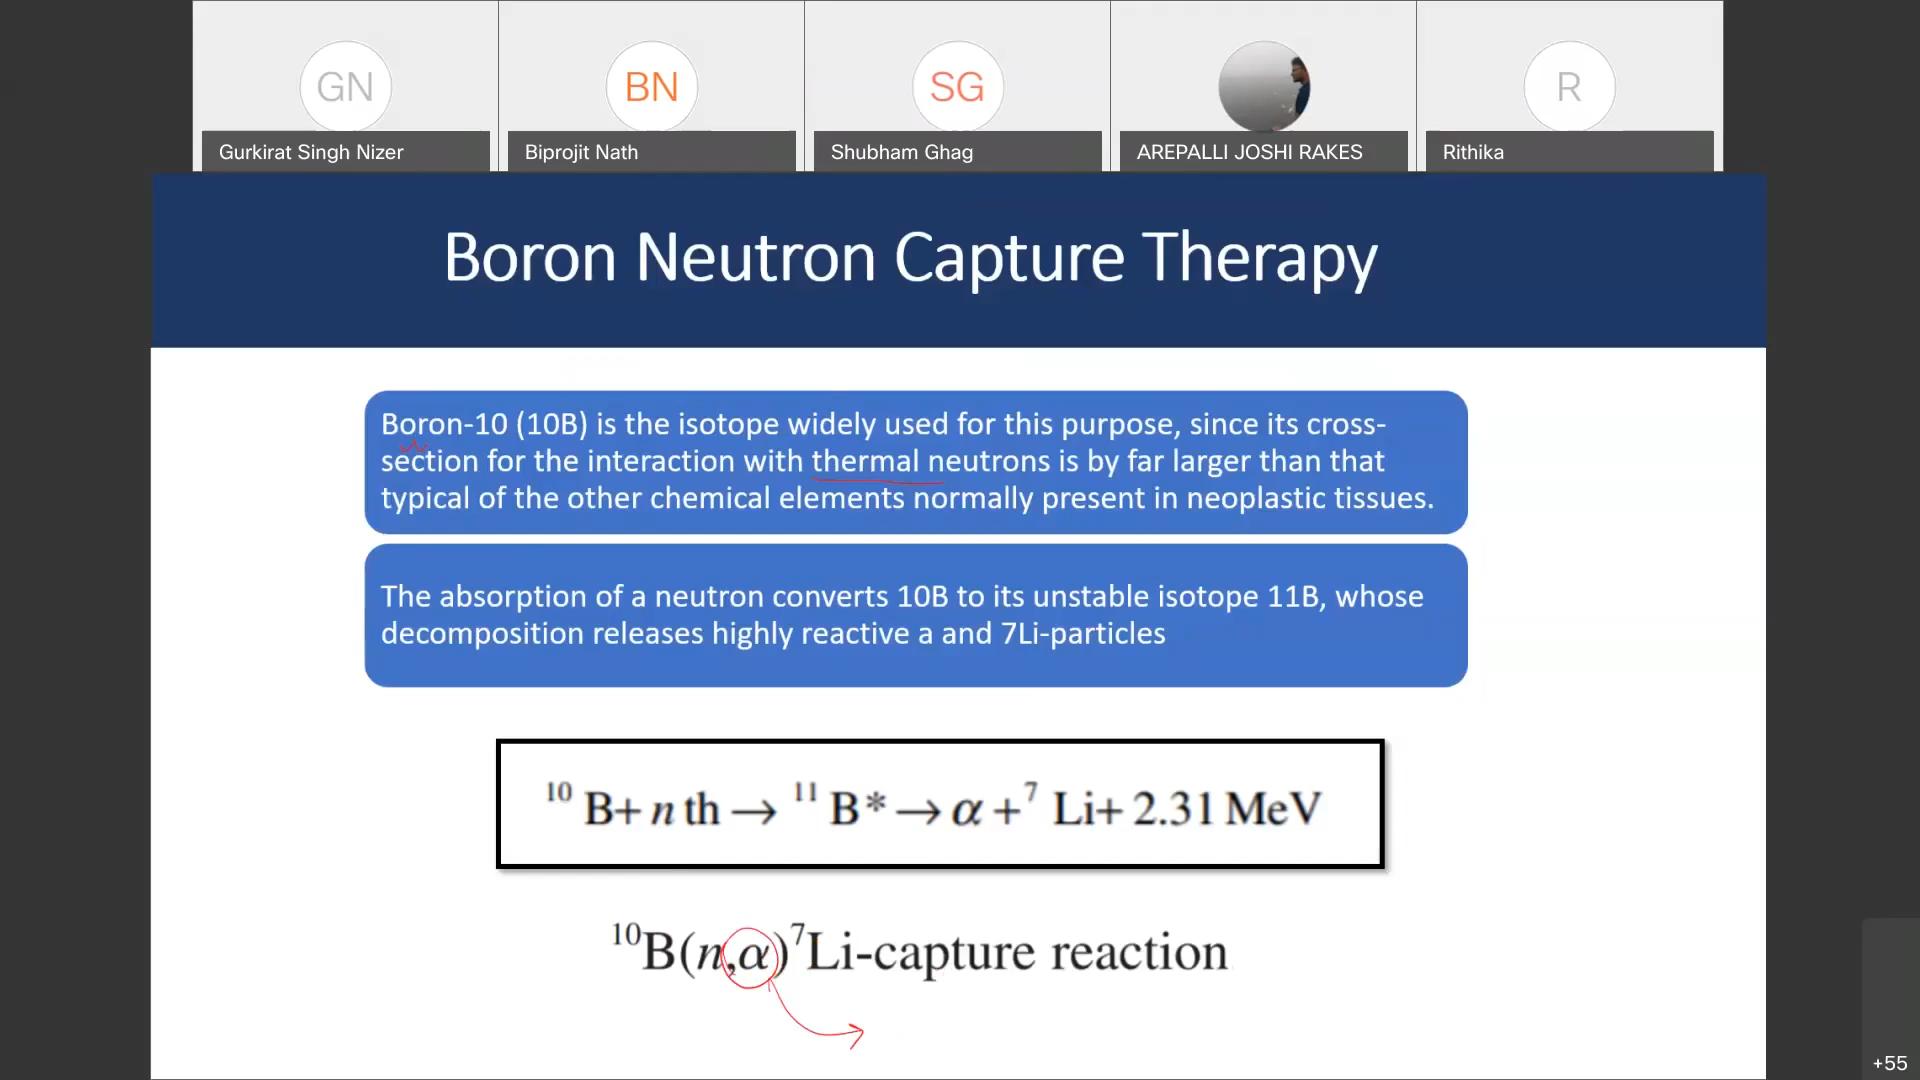 GN
BN
SG
R
Gurkirat Singh Nizer
Biprojit Nath
Shubham Ghag
AREPALLI JOSHI RAKES
Rithika
Boron Neutron Capture Therapy
Boron-10 (10B) is the isotope widely used for this purpose, since its cross-
section for the interaction with thermal neutrons is by far larger than that
typical of the other chemical elements normally present in neoplastic tissues.
The absorption of a neutron converts 10B to its unstable isotope 11B, whose
decomposition releases highly reactive a and 7Li-particles
¹⁰ B+ n th → ¹¹ B* → α +⁷ Li+ 2.31 MeV
¹⁰B(n,α)⁷Li-capture reaction
+55